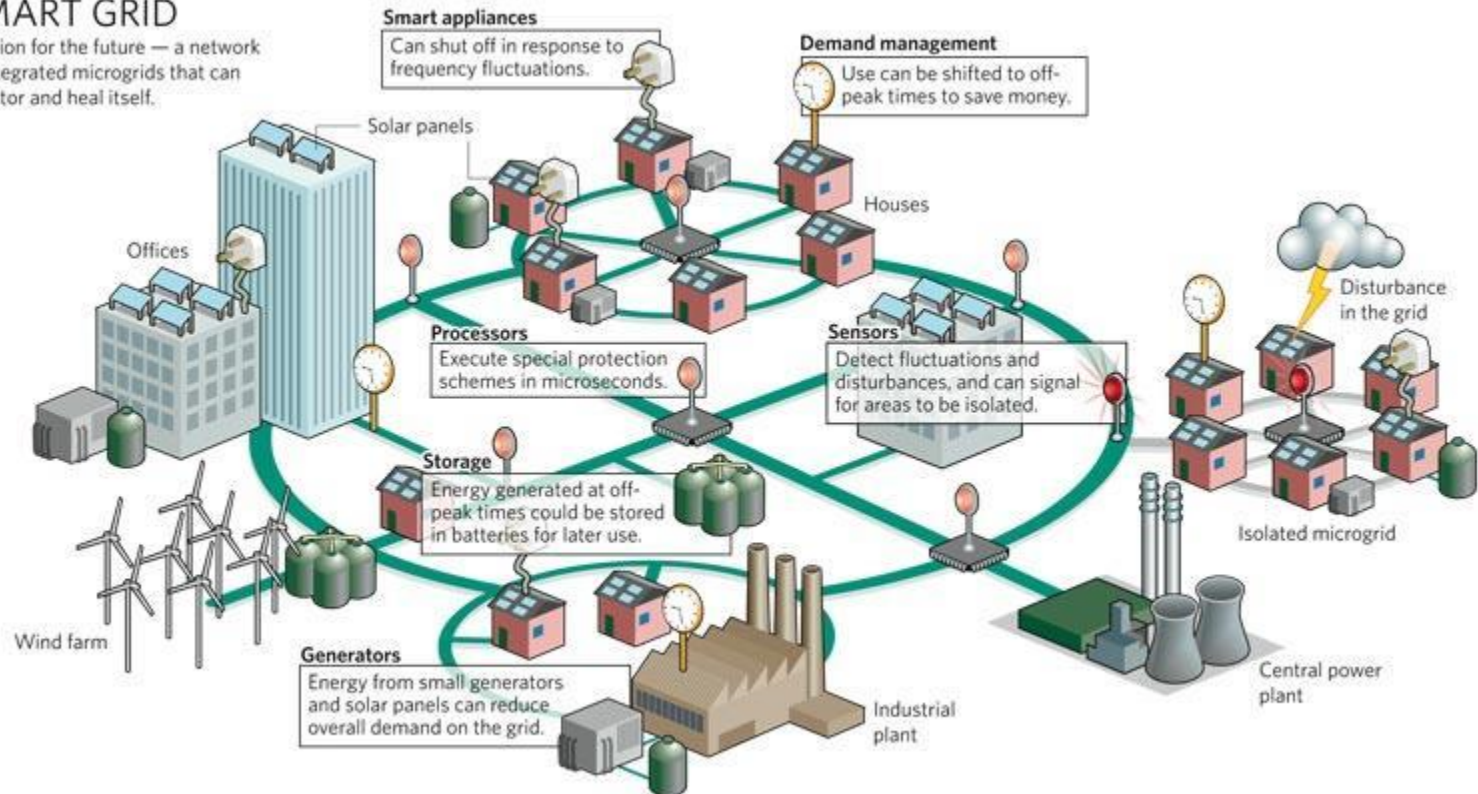 MART GRID
ion for the future — a network
egrated microgrids that can
tor and heal itself.
Smart appliances
Can shut off in response to
frequency fluctuations.
Demand management
Use can be shifted to off-
peak times to save money.
Solar panels
Houses
Offices
Disturbance
in the grid
Processors
Execute special protection
schemes in microseconds.
Sensors
Detect fluctuations and
disturbances, and can signal
for areas to be isolated.
Storage
Energy generated at off-
peak times could be stored
in batteries for later use.
Isolated microgrid
Wind farm
Generators
Energy from small generators
and solar panels can reduce
overall demand on the grid.
Industrial
plant
Central power
plant